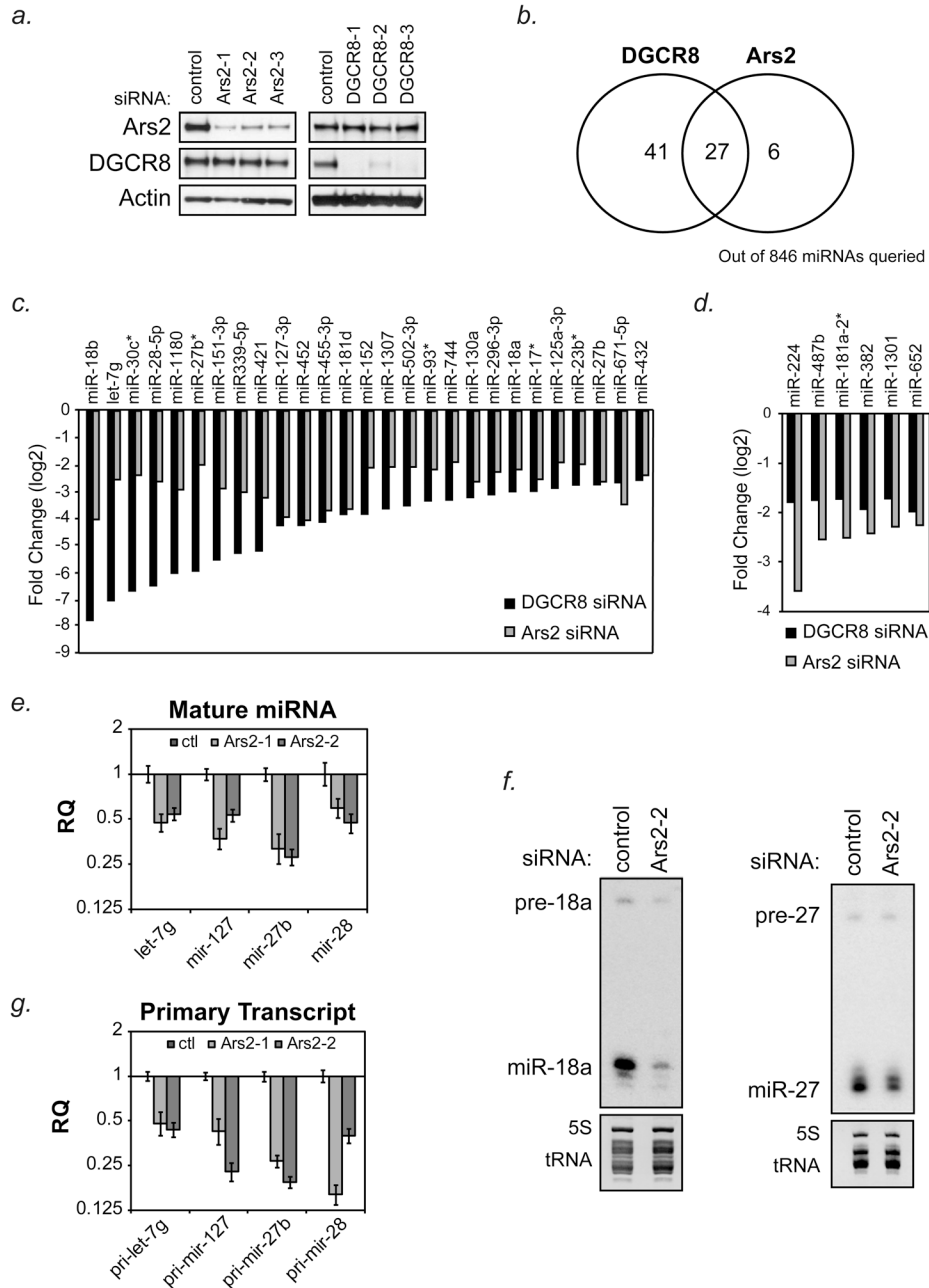 a.
siRNA:
control
Ars2-1
Ars2-2
Ars2-3
control
DGCR8-1
DGCR8-2
DGCR8-3
Ars2
DGCR8
Actin
b.
DGCR8 Ars2
41 27 6
Out of 846 miRNAs queried
c.
miR-18b
let-7g
miR-30c*
miR-28-5p
miR-1180
miR-27b*
miR-151-3p
miR339-5p
miR-421
miR-127-3p
miR-452
miR-455-3p
miR-181d
miR-152
miR-1307
miR-502-3p
miR-93*
miR-744
miR-130a
miR-296-3p
miR-18a
miR-17*
miR-125a-3p
miR-23b*
miR-27b
miR-671-5p
miR-432
Fold Change (log2)
0
-1
-2
-3
-4
-5
-6
-7
-8
-9
DGCR8 siRNA
Ars2 siRNA
d.
miR-224
miR-487b
miR-181a-2*
miR-382
miR-1301
miR-652
Fold Change (log2)
0
-1
-2
-3
-4
DGCR8 siRNA
Ars2 siRNA
e.
Mature miRNA
ctl Ars2-1 Ars2-2
RQ
2
1
0.5
0.25
0.125
let-7g
mir-127
mir-27b
mir-28
f.
siRNA:
control
Ars2-2
pre-18a
miR-18a
5S
tRNA
siRNA:
control
Ars2-2
pre-27
miR-27
5S
tRNA
g.
Primary Transcript
ctl Ars2-1 Ars2-2
RQ
2
1
0.5
0.25
0.125
pri-let-7g
pri-mir-127
pri-mir-27b
pri-mir-28